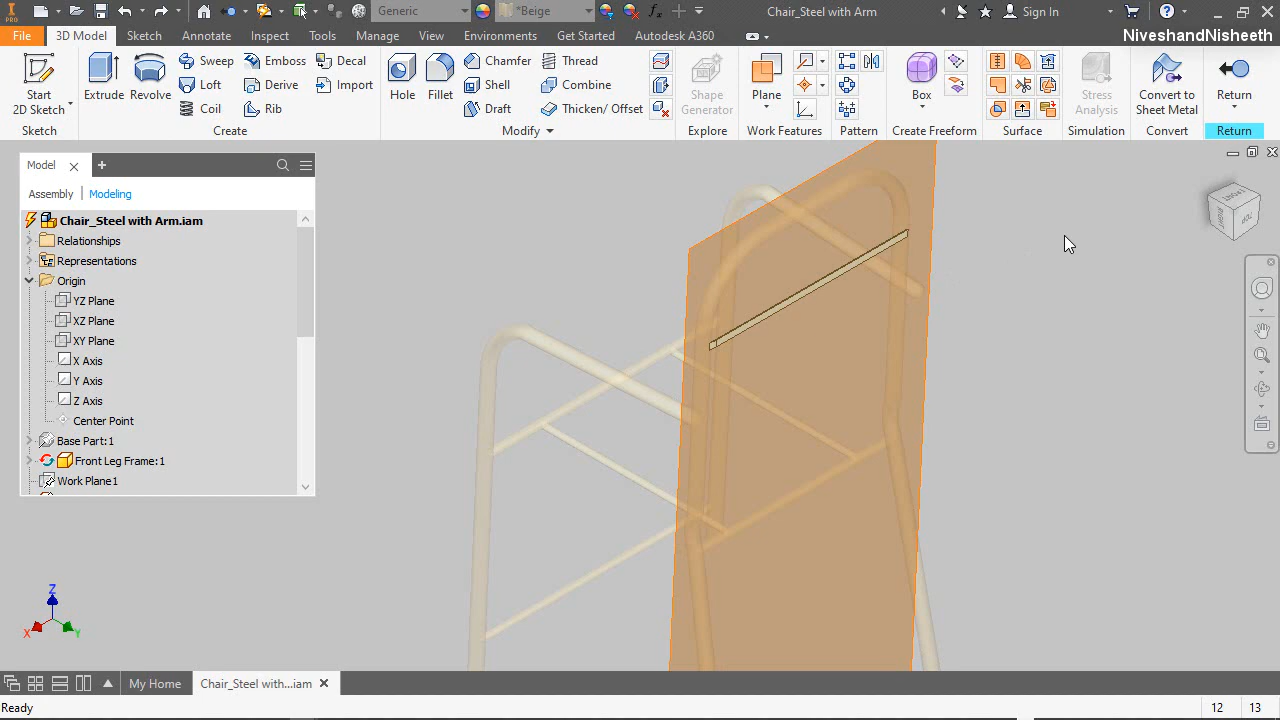 PRO
Generic
*Beige
fx
Chair_Steel with Arm
Sign In
File
3D Model
Sketch
Annotate
Inspect
Tools
Manage
View
Environments
Get Started
Autodesk A360
NiveshandNisheeth
Start
2D Sketch
Sketch
Extrude
Revolve
Sweep
Loft
Coil
Emboss
Derive
Rib
Decal
Import
Create
Hole
Fillet
Chamfer
Shell
Draft
Thread
Combine
Thicken/ Offset
Modify
Shape
Generator
Explore
Plane
Work Features
Pattern
Box
Create Freeform
Surface
Stress
Analysis
Simulation
Convert to
Sheet Metal
Convert
Return
Return
Model
Assembly
Modeling
Chair_Steel with Arm.iam
Relationships
Representations
Origin
YZ Plane
XZ Plane
XY Plane
X Axis
Y Axis
Z Axis
Center Point
Base Part:1
Front Leg Frame:1
Work Plane1
Z
X
Y
My Home
Chair_Steel with...iam
Ready
12
13